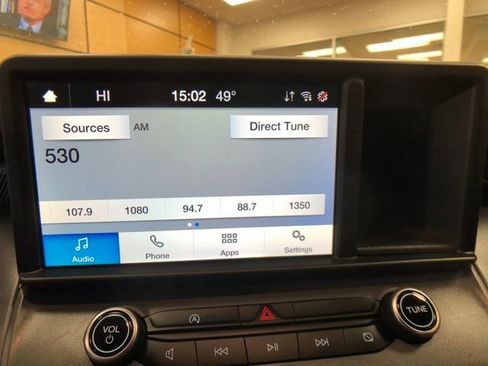 HI 15:02 49°
Sources AM Direct Tune
530
107.9 1080 94.7 88.7 1350
Audio Phone Apps Settings
VOL TUNE